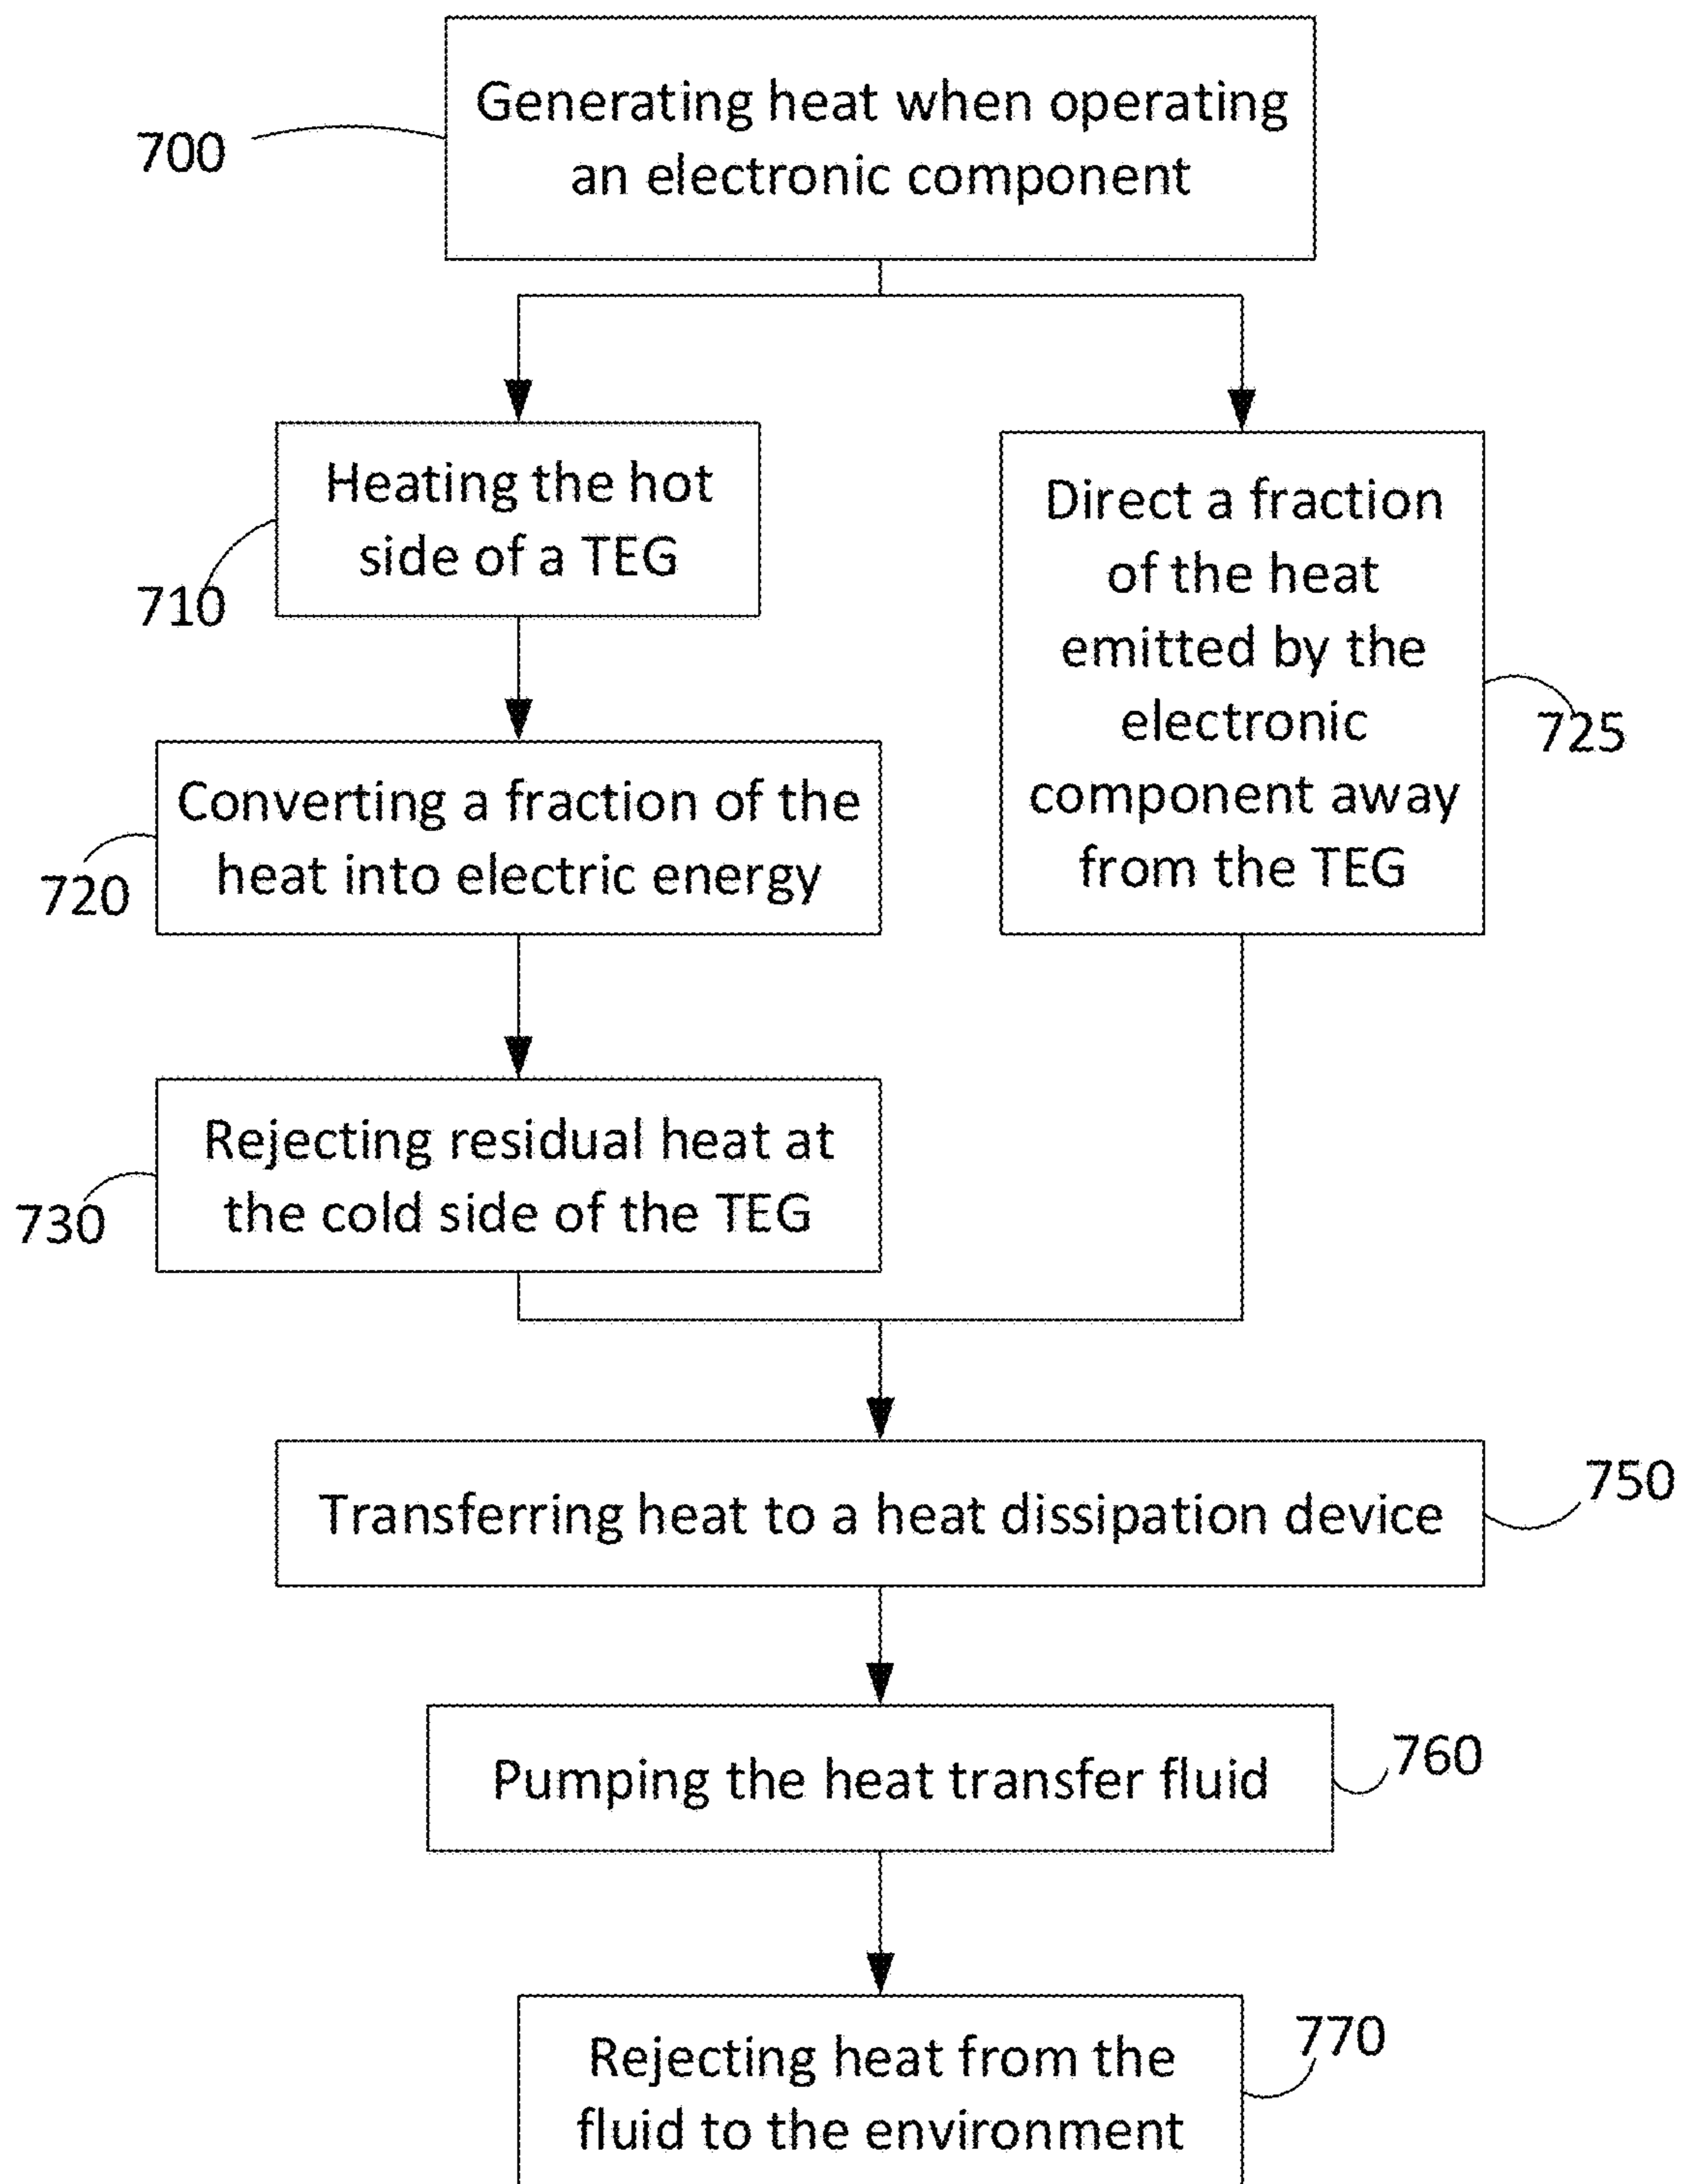 Generating heat when operating
an electronic component
700
Heating the hot
side of a TEG
710
Direct a fraction
of the heat
emitted by the
electronic
component away
from the TEG
725
Converting a fraction of the
heat into electric energy
720
Rejecting residual heat at
the cold side of the TEG
730
Transferring heat to a heat dissipation device
750
Pumping the heat transfer fluid
760
Rejecting heat from the
fluid to the environment
770